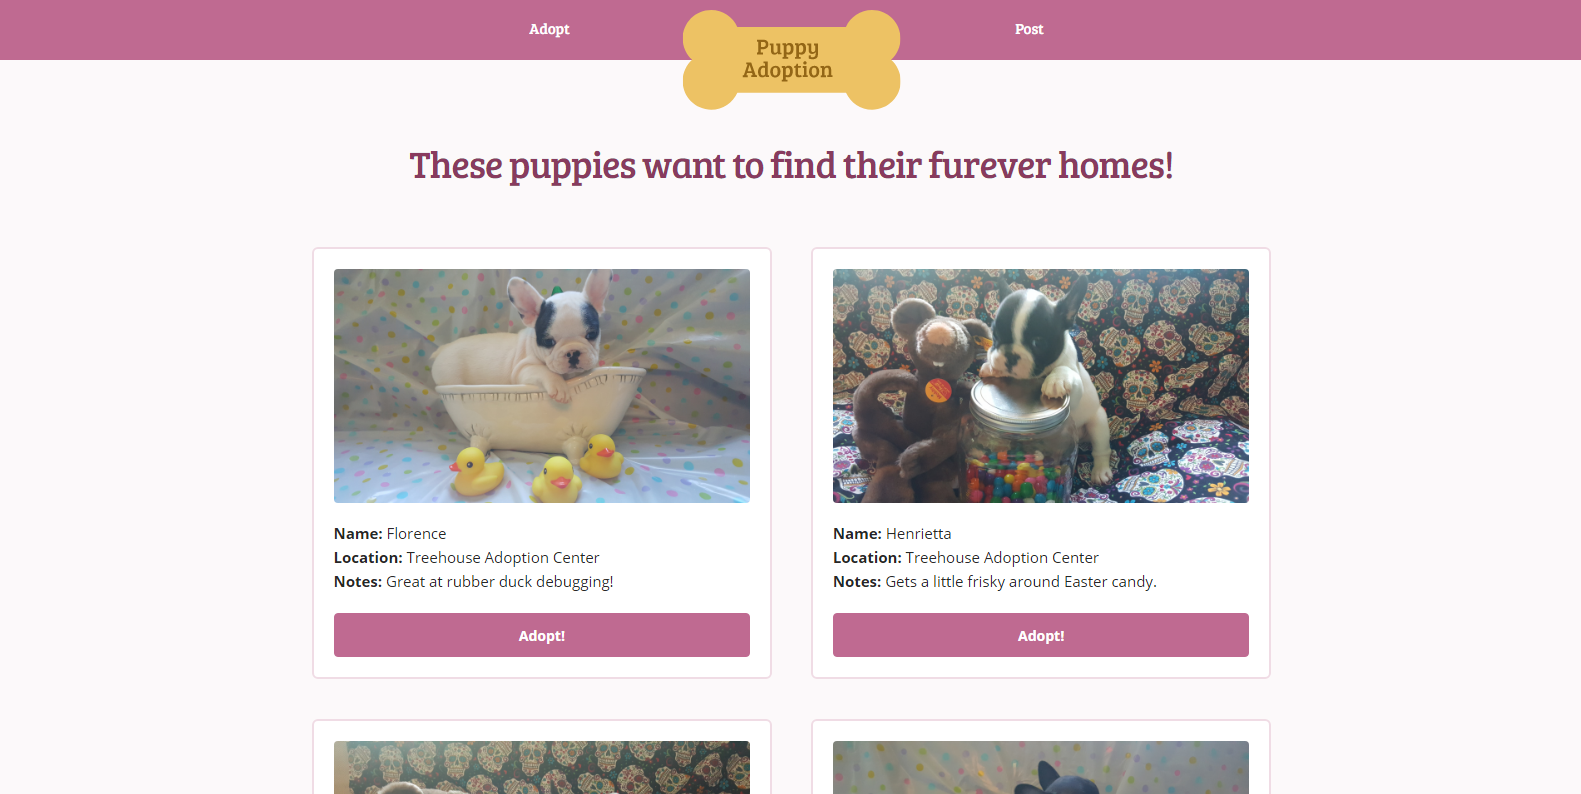 Adopt
Puppy
Adoption
Post
These puppies want to find their furever homes!
Name: Florence
Location: Treehouse Adoption Center
Notes: Great at rubber duck debugging!
Adopt!
Name: Henrietta
Location: Treehouse Adoption Center
Notes: Gets a little frisky around Easter candy.
Adopt!